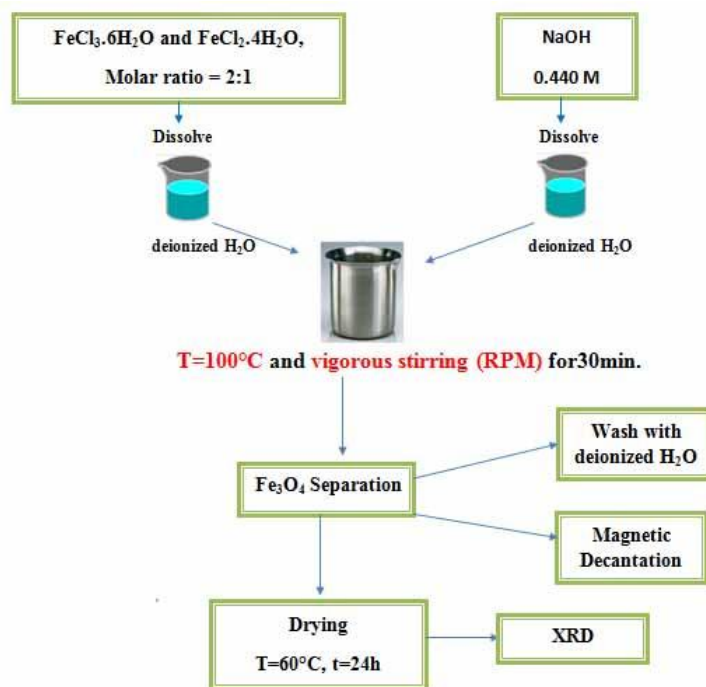 FeCl₃.6H₂O and FeCl₂.4H₂O,
Molar ratio = 2:1
NaOH
0.440 M
Dissolve
Dissolve
deionized H₂O
deionized H₂O
T=100°C and vigorous stirring (RPM) for30min.
Wash with
deionized H₂O
Fe₃O₄ Separation
Magnetic
Decantation
Drying
T=60°C, t=24h
XRD